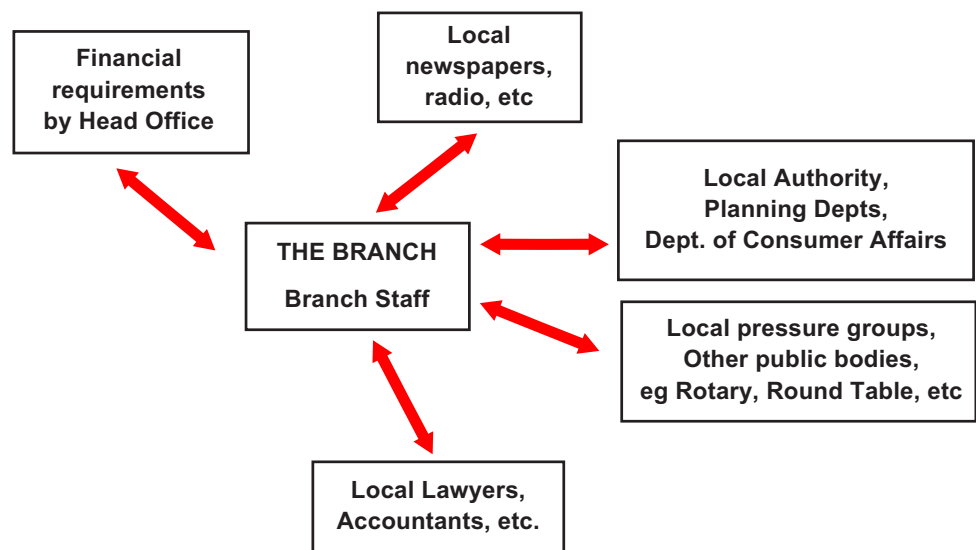 Financial
requirements
by Head Office
Local
newspapers,
radio, etc
Local Authority,
Planning Depts,
Dept. of Consumer Affairs
THE BRANCH
Branch Staff
Local pressure groups,
Other public bodies,
eg Rotary, Round Table, etc
Local Lawyers,
Accountants, etc.